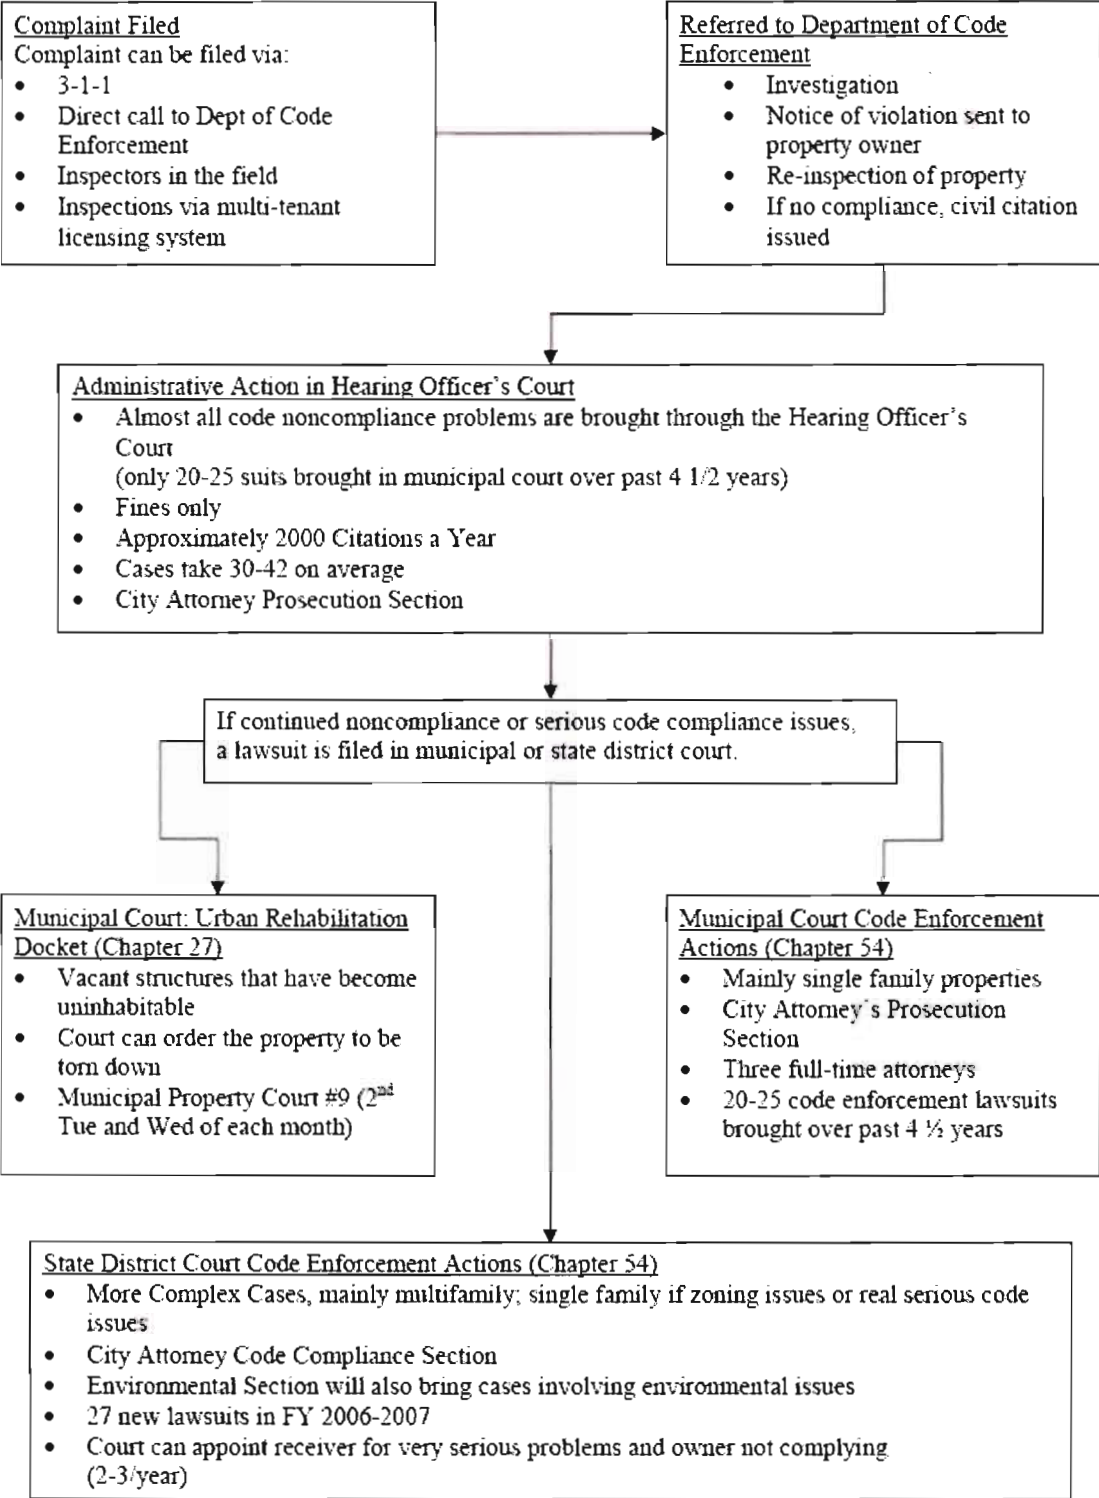 Complaint Filed
Complaint can be filed via:
• 3-1-1
• Direct call to Dept of Code
Enforcement
• Inspectors in the field
• Inspections via multi-tenant
licensing system
Referred to Department of Code
Enforcement
• Investigation
• Notice of violation sent to
property owner
• Re-inspection of property
• If no compliance, civil citation
issued
Administrative Action in Hearing Officer's Court
• Almost all code noncompliance problems are brought through the Hearing Officer's
Court
(only 20-25 suits brought in municipal court over past 4 1/2 years)
• Fines only
• Approximately 2000 Citations a Year
• Cases take 30-42 on average
• City Attorney Prosecution Section
If continued noncompliance or serious code compliance issues,
a lawsuit is filed in municipal or state district court.
Municipal Court: Urban Rehabilitation
Docket (Chapter 27)
• Vacant structures that have become
uninhabitable
• Court can order the property to be
torn down
• Municipal Property Court #9 (2nd
Tue and Wed of each month)
Municipal Court Code Enforcement
Actions (Chapter 54)
• Mainly single family properties
• City Attorney's Prosecution
Section
• Three full-time attorneys
• 20-25 code enforcement lawsuits
brought over past 4 ½ years
State District Court Code Enforcement Actions (Chapter 54)
• More Complex Cases, mainly multifamily; single family if zoning issues or real serious code
issues
• City Attorney Code Compliance Section
• Environmental Section will also bring cases involving environmental issues
• 27 new lawsuits in FY 2006-2007
• Court can appoint receiver for very serious problems and owner not complying
(2-3/year)